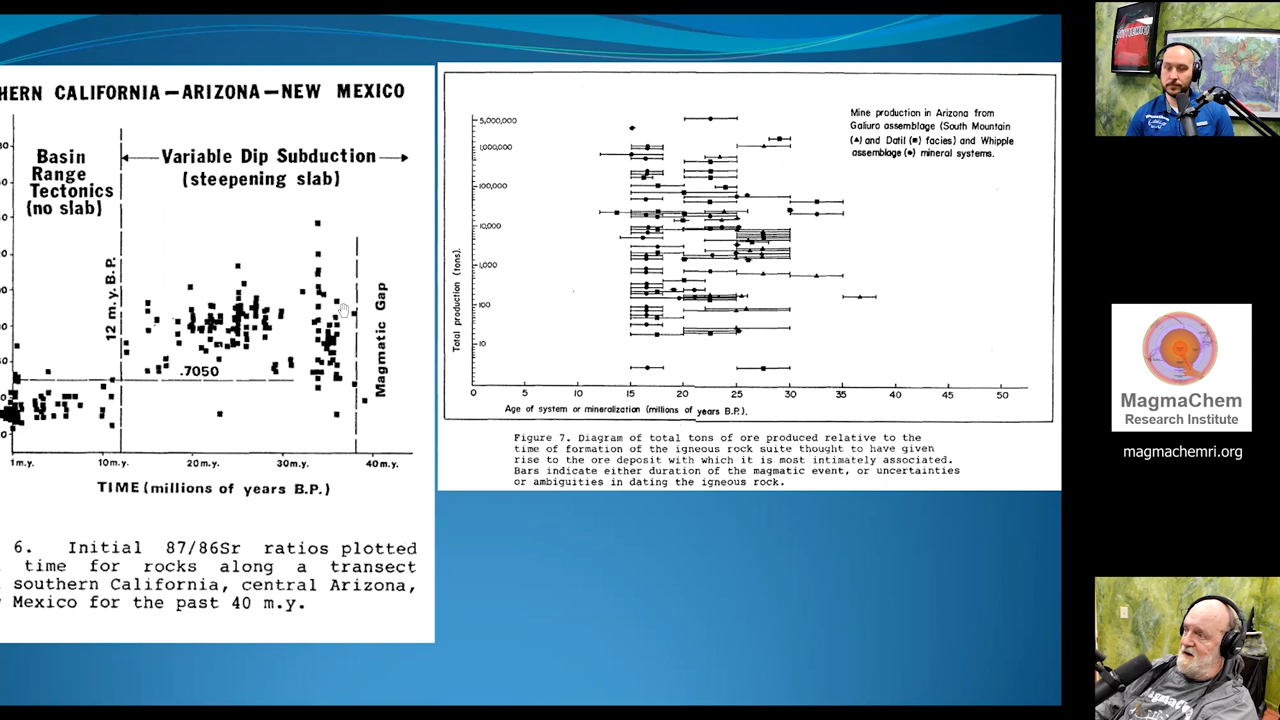 HERN CALIFORNIA—ARIZONA—NEW MEXICO
Basin
Range
Tectonics
(no slab)
Variable Dip Subduction
(steepening slab)
12 m.y. B.P.
Magmatic Gap
.7050
1m.y.
10m.y.
20m.y.
30m.y.
40m.y.
TIME (millions of years B.P.)
6. Initial 87/86Sr ratios plotted
time for rocks along a transect
southern California, central Arizona,
Mexico for the past 40 m.y.
Mine production in Arizona from
Galiuro assemblage (South Mountain
(▲) and Datil (■) facies) and Whipple
assemblage (●) mineral systems.
Total production (tons).
5,000,000
1,000,000
100,000
10,000
1,000
100
10
0 5 10 15 20 25 30 35 40 45 50
Age of system or mineralization (millions of years B.P.).
Figure 7. Diagram of total tons of ore produced relative to the
time of formation of the igneous rock suite thought to have given
rise to the ore deposit with which it is most intimately associated.
Bars indicate either duration of the magmatic event, or uncertainties
or ambiguities in dating the igneous rock.
MagmaChem
Research Institute
magmachemri.org